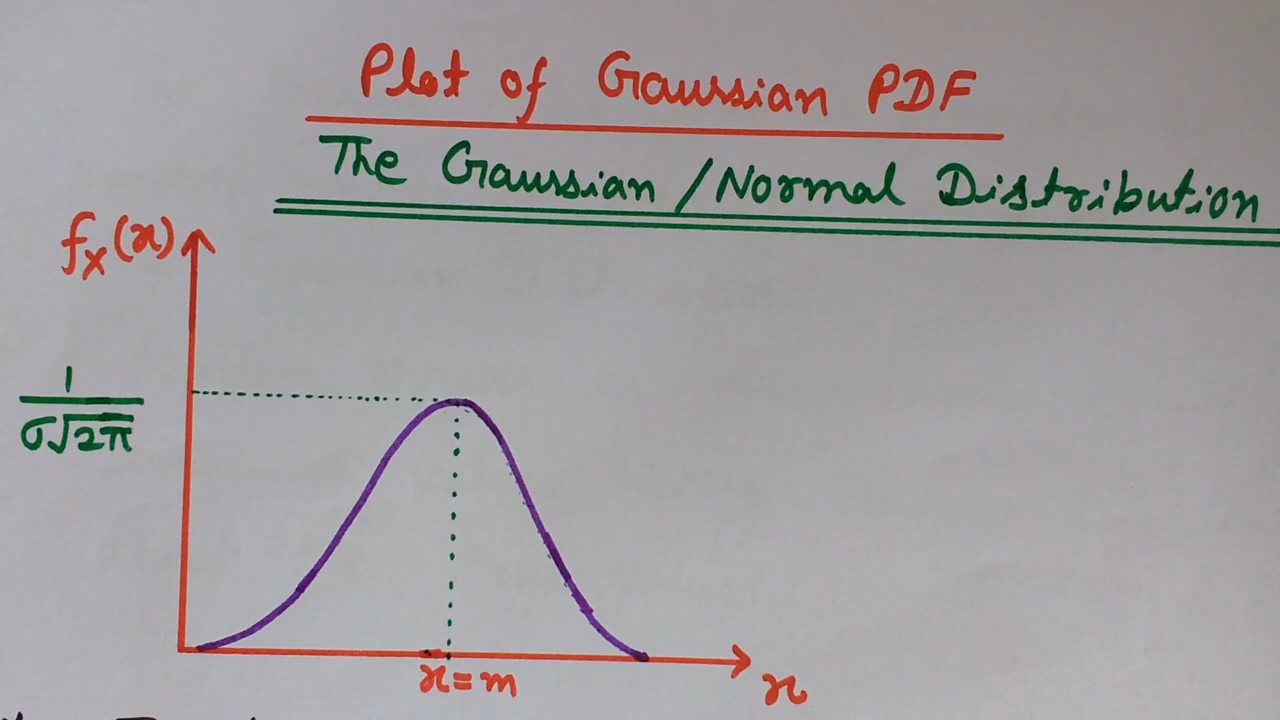 Plot of Gaussian PDF
The Gaussian / Normal Distribution
fₓ(x)
1/(σ√2π)
x=m
x